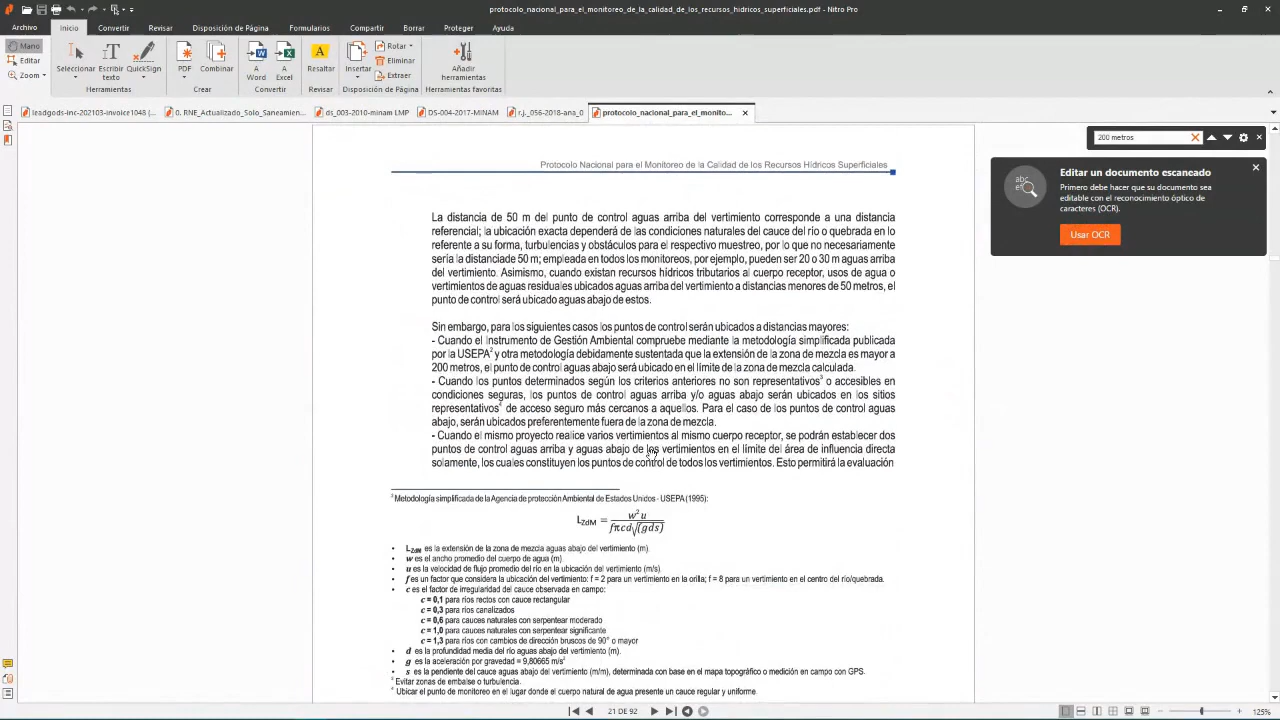 protocolo_nacional_para_el_monitoreo_de_la_calidad_de_los_recursos_hidricos_superficiales.pdf - Nitro Pro
Archivo Inicio Comentario Revisar Borrar Disposición de Página Formularios Compartir Borrar Proteger Ayuda
Mano
Editar
Zoom
Seleccionar
Escribir texto
QuickSign
Herramientas
PDF
Combinar
Crear
A Word
A Excel
Convertir
Resaltar
Insertar
Rotar
Eliminar
Extraer
Disposición de Página
Añadir herramientas
Herramientas favoritas
leadgods-inc-202103-invoice1048 (...
0. RNE_Actualizado_Solo_Saneamien...
ds_003-2010-minam LMP
DS-004-2017-MINAM
r.j._056-2018-ana_0
protocolo_nacional_para_el_monito...
200 metros
Editar un documento escaneado
Primero debe hacer que su documento sea
editable con el reconocimiento óptico de
caracteres (OCR).
Usar OCR
Protocolo Nacional para el Monitoreo de la Calidad de los Recursos Hídricos Superficiales
La distancia de 50 m del punto de control aguas arriba del vertimiento corresponde a una distancia
referencial; la ubicación exacta dependerá de las condiciones naturales del cauce del río o quebrada en lo
referente a su forma, turbulencias y obstáculos para el respectivo muestreo, por lo que no necesariamente
sería la distanciade 50 m; empleada en todos los monitoreos, por ejemplo, pueden ser 20 o 30 m aguas arriba
del vertimiento. Asimismo, cuando existan recursos hídricos tributarios al cuerpo receptor, usos de agua o
vertimientos de aguas residuales ubicados aguas arriba del vertimiento a distancias menores de 50 metros, el
punto de control será ubicado aguas abajo de estos.
Sin embargo, para los siguientes casos los puntos de control serán ubicados a distancias mayores:
- Cuando el Instrumento de Gestión Ambiental compruebe mediante la metodología simplificada publicada
por la USEPA2 y otra metodología debidamente sustentada que la extensión de la zona de mezcla es mayor a
200 metros, el punto de control aguas abajo será ubicado en el límite de la zona de mezcla calculada.
- Cuando los puntos determinados según los criterios anteriores no son representativos3 o accesibles en
condiciones seguras, los puntos de control aguas arriba y/o aguas abajo serán ubicados en los sitios
representativos4 de acceso seguro más cercanos a aquellos. Para el caso de los puntos de control aguas
abajo, serán ubicados preferentemente fuera de la zona de mezcla.
- Cuando el mismo proyecto realice varios vertimientos al mismo cuerpo receptor, se podrán establecer dos
puntos de control aguas arriba y aguas abajo de los vertimientos en el límite del área de influencia directa
solamente, los cuales constituyen los puntos de control de todos los vertimientos. Esto permitirá la evaluación
2 Metodología simplificada de la Agencia de protección Ambiental de Estados Unidos - USEPA (1995):
LZdM = w²u / fπcd√(gds)
• LZdM es la extensión de la zona de mezcla aguas abajo del vertimiento (m).
• w es el ancho promedio del cuerpo de agua (m)
• u es la velocidad de flujo promedio del río en la ubicación del vertimiento (m/s).
• f es un factor que considera la ubicación del vertimiento: f = 2 para un vertimiento en la orilla; f = 8 para un vertimiento en el centro del río/quebrada.
• c es el factor de irregularidad del cauce observada en campo:
c = 0,1 para ríos rectos con cauce rectangular
c = 0,3 para ríos canalizados
c = 0,6 para cauces naturales con serpentear moderado
c = 1,0 para cauces naturales con serpentear significante
c = 1,3 para ríos con cambios de dirección bruscos de 90° o mayor
• d es la profundidad media del río aguas abajo del vertimiento (m).
• g es la aceleración por gravedad = 9,80665 m/s²
• s es la pendiente del cauce aguas abajo del vertimiento (m/m), determinada con base en el mapa topográfico o medición en campo con GPS.
3 Evitar zonas de embalse o turbulencia.
4 Ubicar el punto de monitoreo en el lugar donde el cuerpo natural de agua presente un cauce regular y uniforme.
21 DE 92
125%